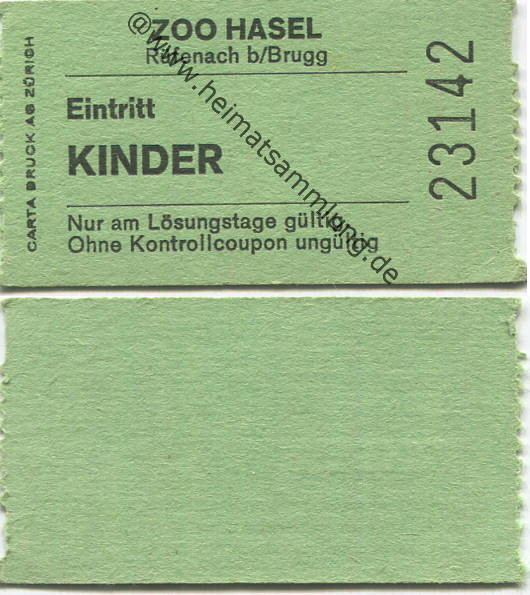 ZOO HASEL
Rüfenach b/Brugg
Eintritt
KINDER
Nur am Lösungstage gültig
Ohne Kontrollcoupon ungültig
CARTA DRUCK AG ZÜRICH
23142
@www.heimatsammlung.de